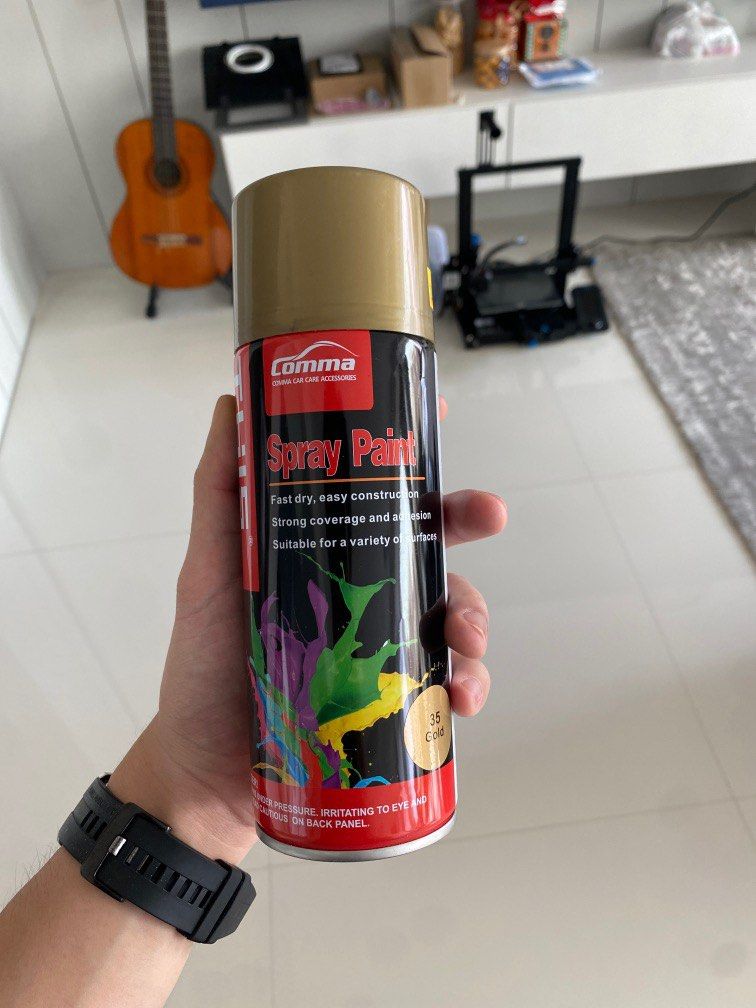 Comma
COMMA CAR CARE ACCESSORIES
Spray Paint
Fast dry, easy construction
Strong coverage and adhesion
Suitable for a variety of surfaces
35
Gold
UNDER PRESSURE. IRRITATING TO EYE AND
CAUTIOUS ON BACK PANEL.